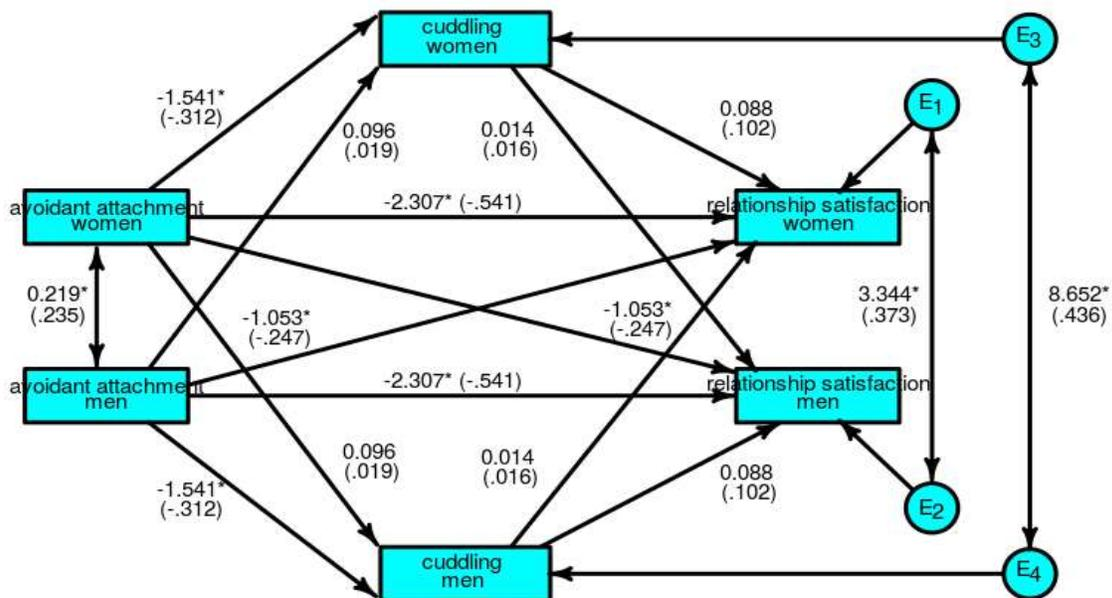 cuddling
women
E3
E1
-1.541*
(-.312)
0.096
(.019)
0.014
(.016)
0.088
(.102)
avoidant attachment
women
-2.307* (-.541)
relationship satisfaction
women
0.219*
(.235)
-1.053*
(-.247)
-1.053*
(-.247)
3.344*
(.373)
8.652*
(.436)
avoidant attachment
men
-2.307* (-.541)
relationship satisfaction
men
-1.541*
(-.312)
0.096
(.019)
0.014
(.016)
0.088
(.102)
E2
cuddling
men
E4